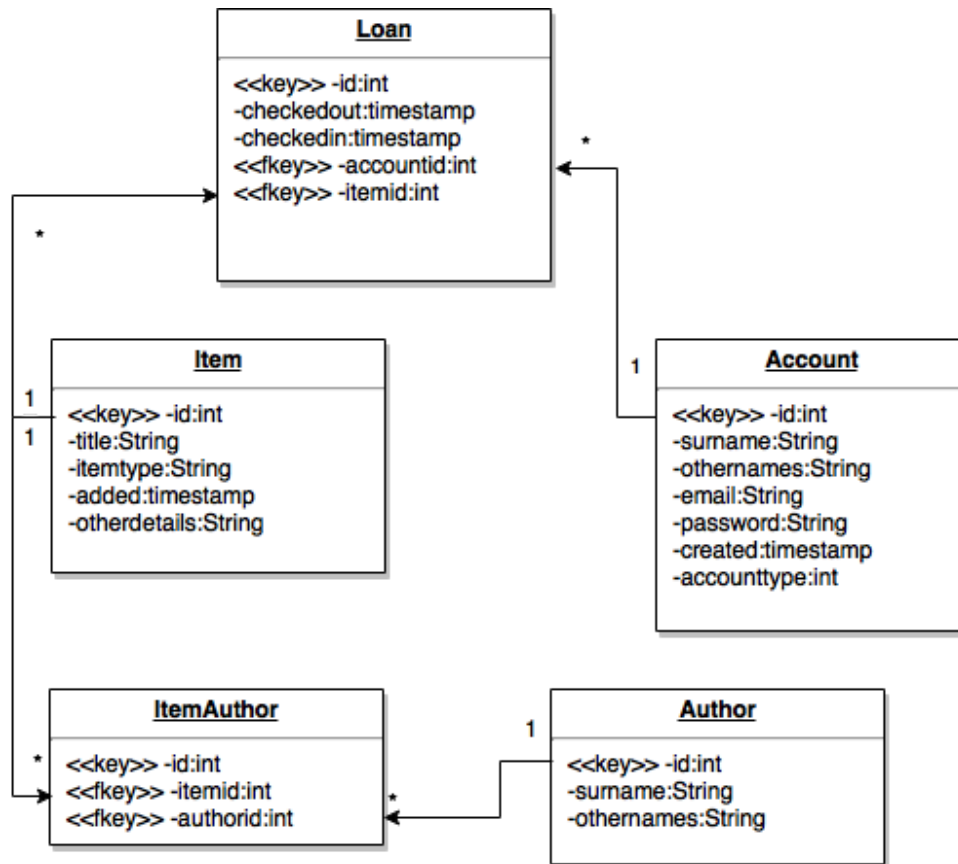 Loan
<<key>> -id:int
-checkedout:timestamp
-checkedin:timestamp
<<fkey>> -accountid:int
<<fkey>> -itemid:int
*
*
Item
<<key>> -id:int
-title:String
-itemtype:String
-added:timestamp
-otherdetails:String
1
1
Account
<<key>> -id:int
-surname:String
-othernames:String
-email:String
-password:String
-created:timestamp
-accounttype:int
1
ItemAuthor
<<key>> -id:int
<<fkey>> -itemid:int
<<fkey>> -authorid:int
*
*
1
Author
<<key>> -id:int
-surname:String
-othernames:String